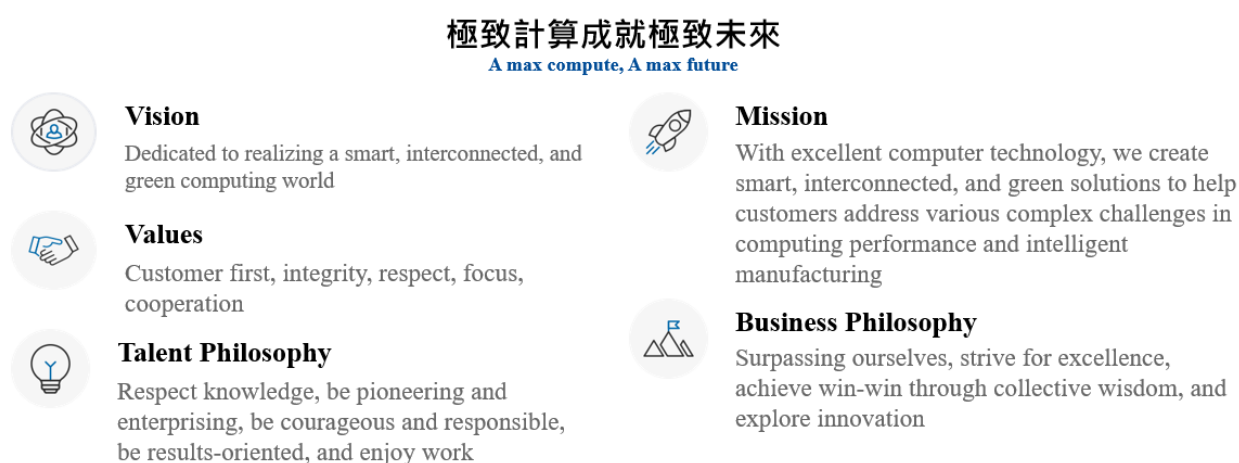 極致計算成就極致未來
A max compute, A max future
Vision
Dedicated to realizing a smart, interconnected, and
green computing world
Values
Customer first, integrity, respect, focus,
cooperation
Talent Philosophy
Respect knowledge, be pioneering and
enterprising, be courageous and responsible,
be results-oriented, and enjoy work
Mission
With excellent computer technology, we create
smart, interconnected, and green solutions to help
customers address various complex challenges in
computing performance and intelligent
manufacturing
Business Philosophy
Surpassing ourselves, strive for excellence,
achieve win-win through collective wisdom, and
explore innovation